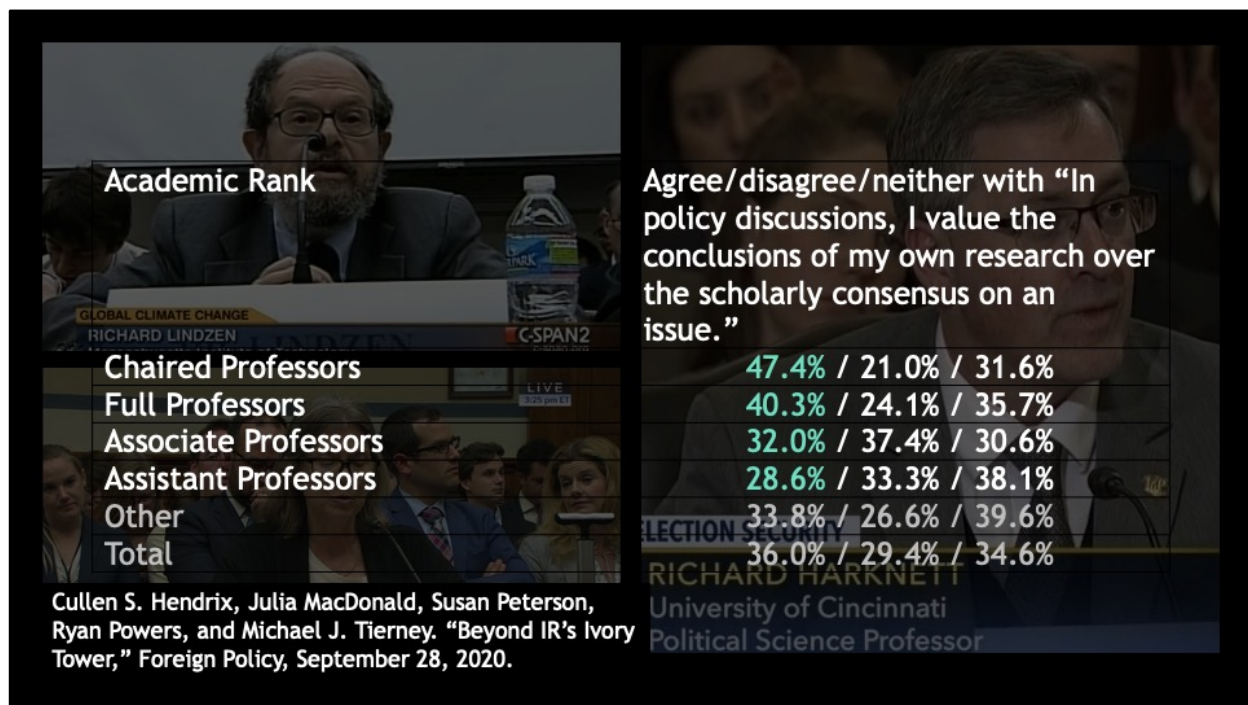 GLOBAL CLIMATE CHANGE
RICHARD LINDZEN
LINDZEN
C-SPAN2
LIVE
3:25 pm ET
Academic Rank
Agree/disagree/neither with “In
policy discussions, I value the
conclusions of my own research over
the scholarly consensus on an
issue.”
Chaired Professors
47.4% / 21.0% / 31.6%
Full Professors
40.3% / 24.1% / 35.7%
Associate Professors
32.0% / 37.4% / 30.6%
Assistant Professors
28.6% / 33.3% / 38.1%
Other
33.8% / 26.6% / 39.6%
Total
36.0% / 29.4% / 34.6%
ELECTION SECURITY
RICHARD HARKNETT
University of Cincinnati
Political Science Professor
Cullen S. Hendrix, Julia MacDonald, Susan Peterson,
Ryan Powers, and Michael J. Tierney. “Beyond IR’s Ivory
Tower,” Foreign Policy, September 28, 2020.